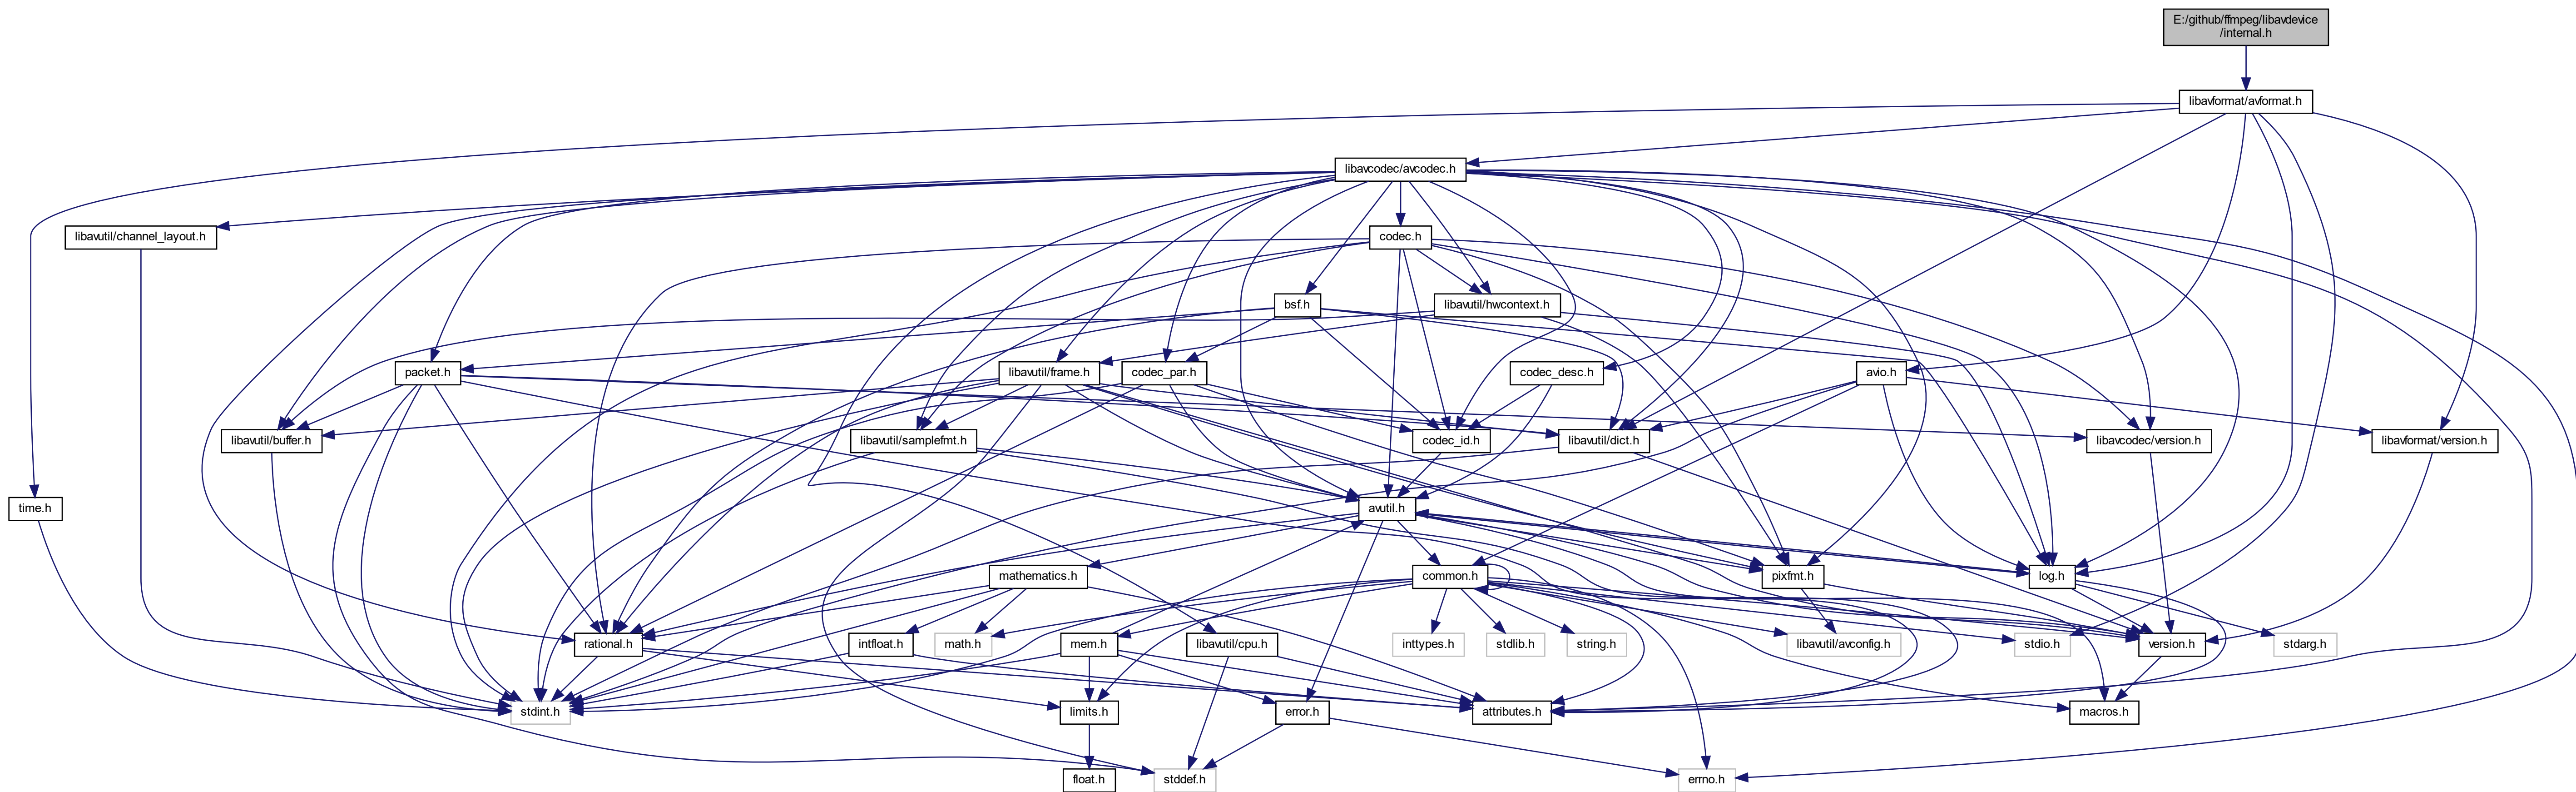 E:/github/ffmpeg/libavdevice
/internal.h
libavformat/avformat.h
libavcodec/avcodec.h
libavutil/channel_layout.h
codec.h
bsf.h
libavutil/hwcontext.h
packet.h
libavutil/frame.h
codec_par.h
codec_desc.h
avio.h
libavutil/buffer.h
libavutil/samplefmt.h
codec_id.h
libavutil/dict.h
libavcodec/version.h
libavformat/version.h
time.h
avutil.h
mathematics.h
common.h
pixfmt.h
log.h
rational.h
intfloat.h
math.h
mem.h
libavutil/cpu.h
inttypes.h
stdlib.h
string.h
libavutil/avconfig.h
stdio.h
version.h
stdarg.h
stdint.h
limits.h
error.h
attributes.h
macros.h
float.h
stddef.h
errno.h